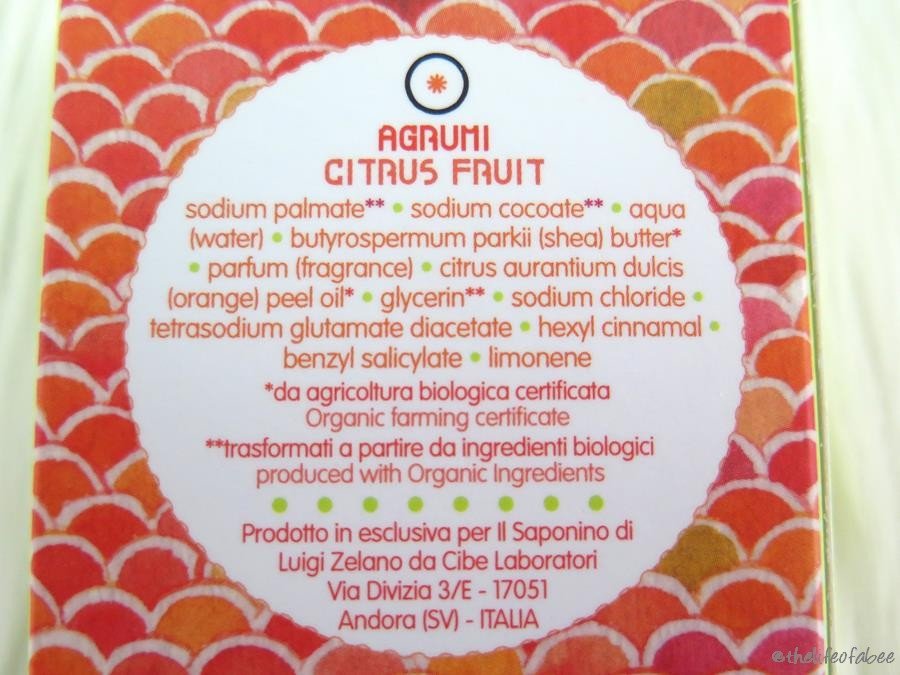 AGRUMI
CITRUS FRUIT
sodium palmate** • sodium cocoate** • aqua
(water) • butyrospermum parkii (shea) butter*
• parfum (fragrance) • citrus aurantium dulcis
(orange) peel oil* • glycerin** • sodium chloride •
tetrasodium glutamate diacetate • hexyl cinnamal •
benzyl salicylate • limonene
*da agricoltura biologica certificata
Organic farming certificate
**trasformati a partire da ingredienti biologici
produced with Organic Ingredients
Prodotto in esclusiva per Il Saponino di
Luigi Zelano da Cibe Laboratori
Via Divizia 3/E - 17051
Andora (SV) - ITALIA
@thelifeofabee